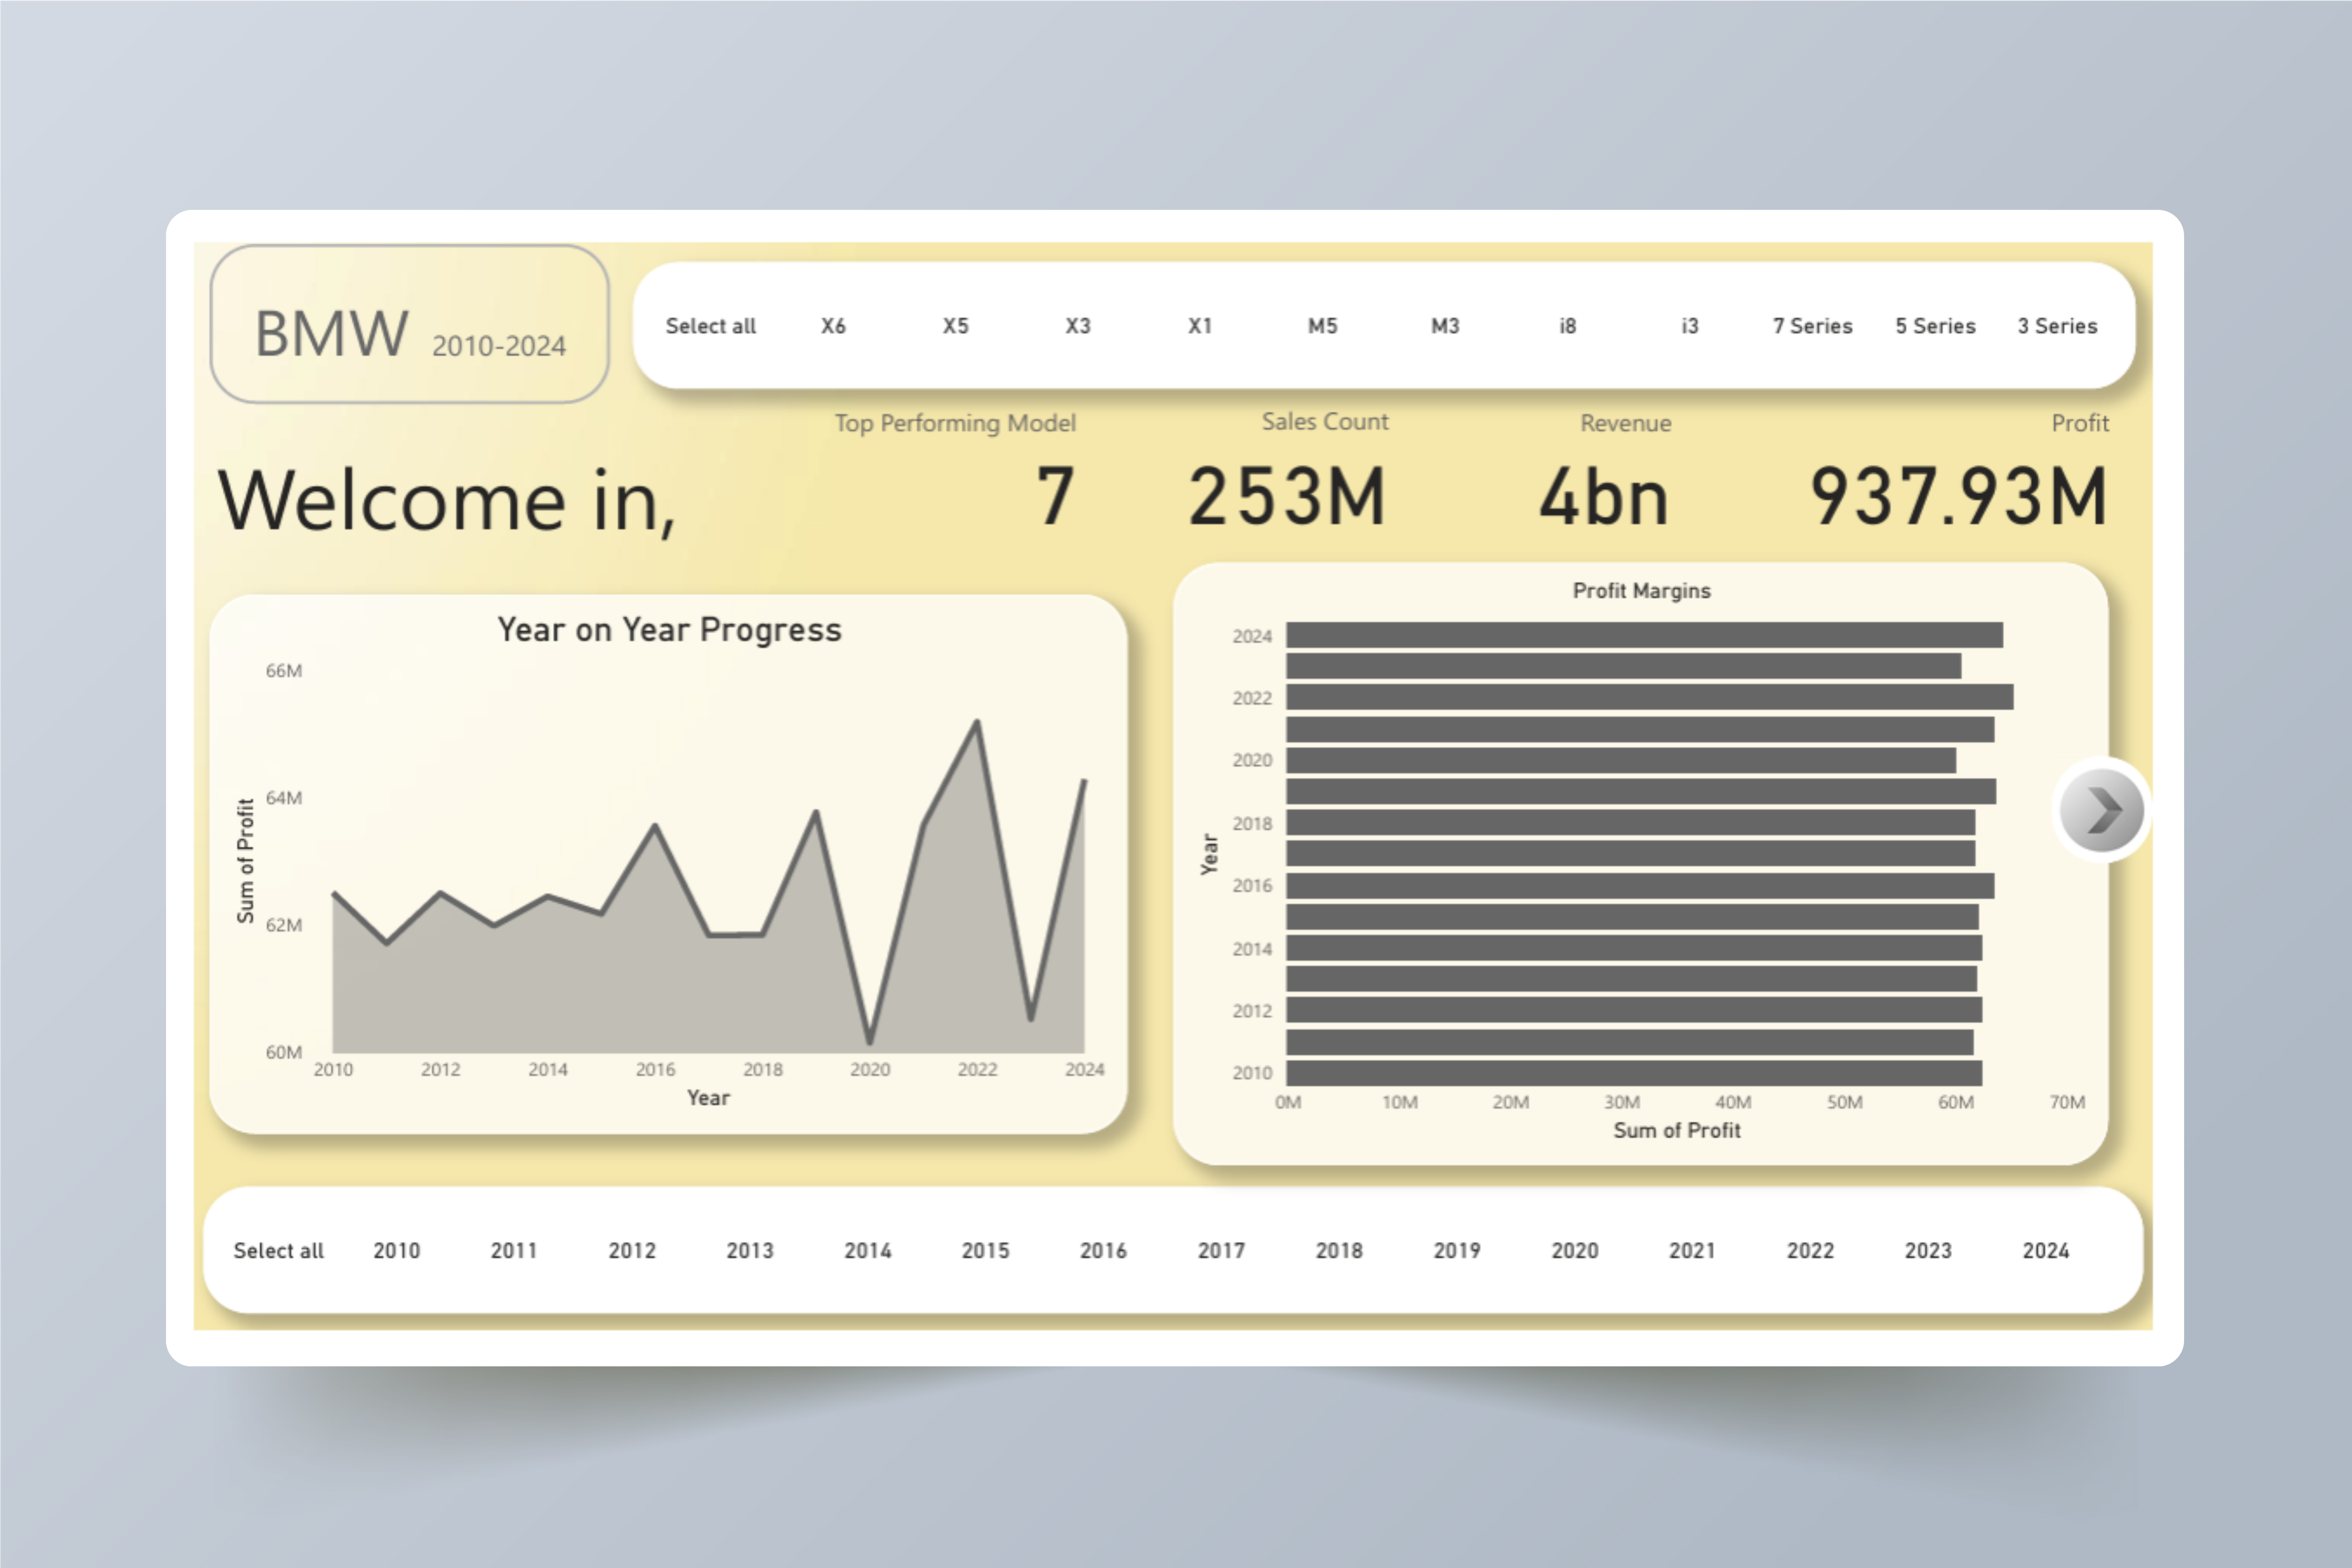 BMW 2010-2024
Select all X6 X5 X3 X1 M5 M3 i8 i3 7 Series 5 Series 3 Series
Welcome in,
Top Performing Model
7
Sales Count
253M
Revenue
4bn
Profit
937.93M
Year on Year Progress
Sum of Profit
66M
64M
62M
60M
2010 2012 2014 2016 2018 2020 2022 2024
Year
Profit Margins
Year
2024
2022
2020
2018
2016
2014
2012
2010
0M 10M 20M 30M 40M 50M 60M 70M
Sum of Profit
Select all 2010 2011 2012 2013 2014 2015 2016 2017 2018 2019 2020 2021 2022 2023 2024